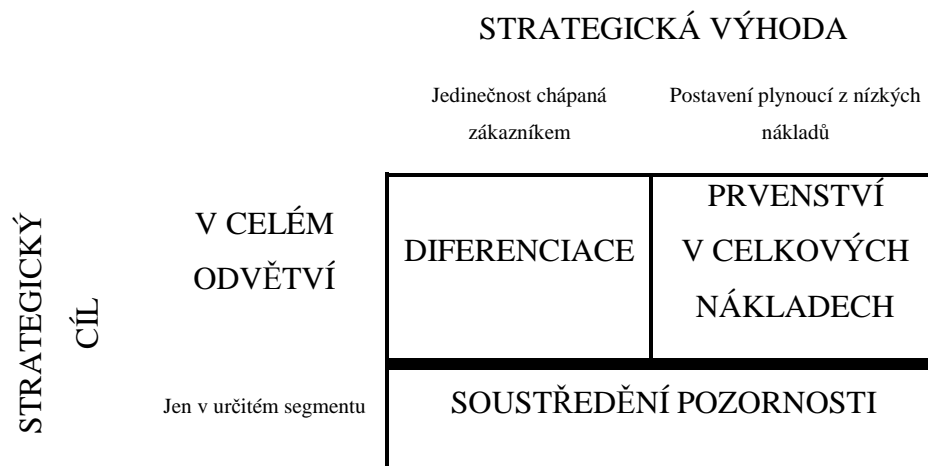 STRATEGICKÁ VÝHODA
Jedinečnost chápaná
zákazníkem
Postavení plynoucí z nízkých
nákladů
STRATEGICKÝ
CÍL
V CELÉM
ODVĚTVÍ
DIFERENCIACE
PRVENSTVÍ
V CELKOVÝCH
NÁKLADECH
Jen v určitém segmentu
SOUSTŘEDĚNÍ POZORNOSTI